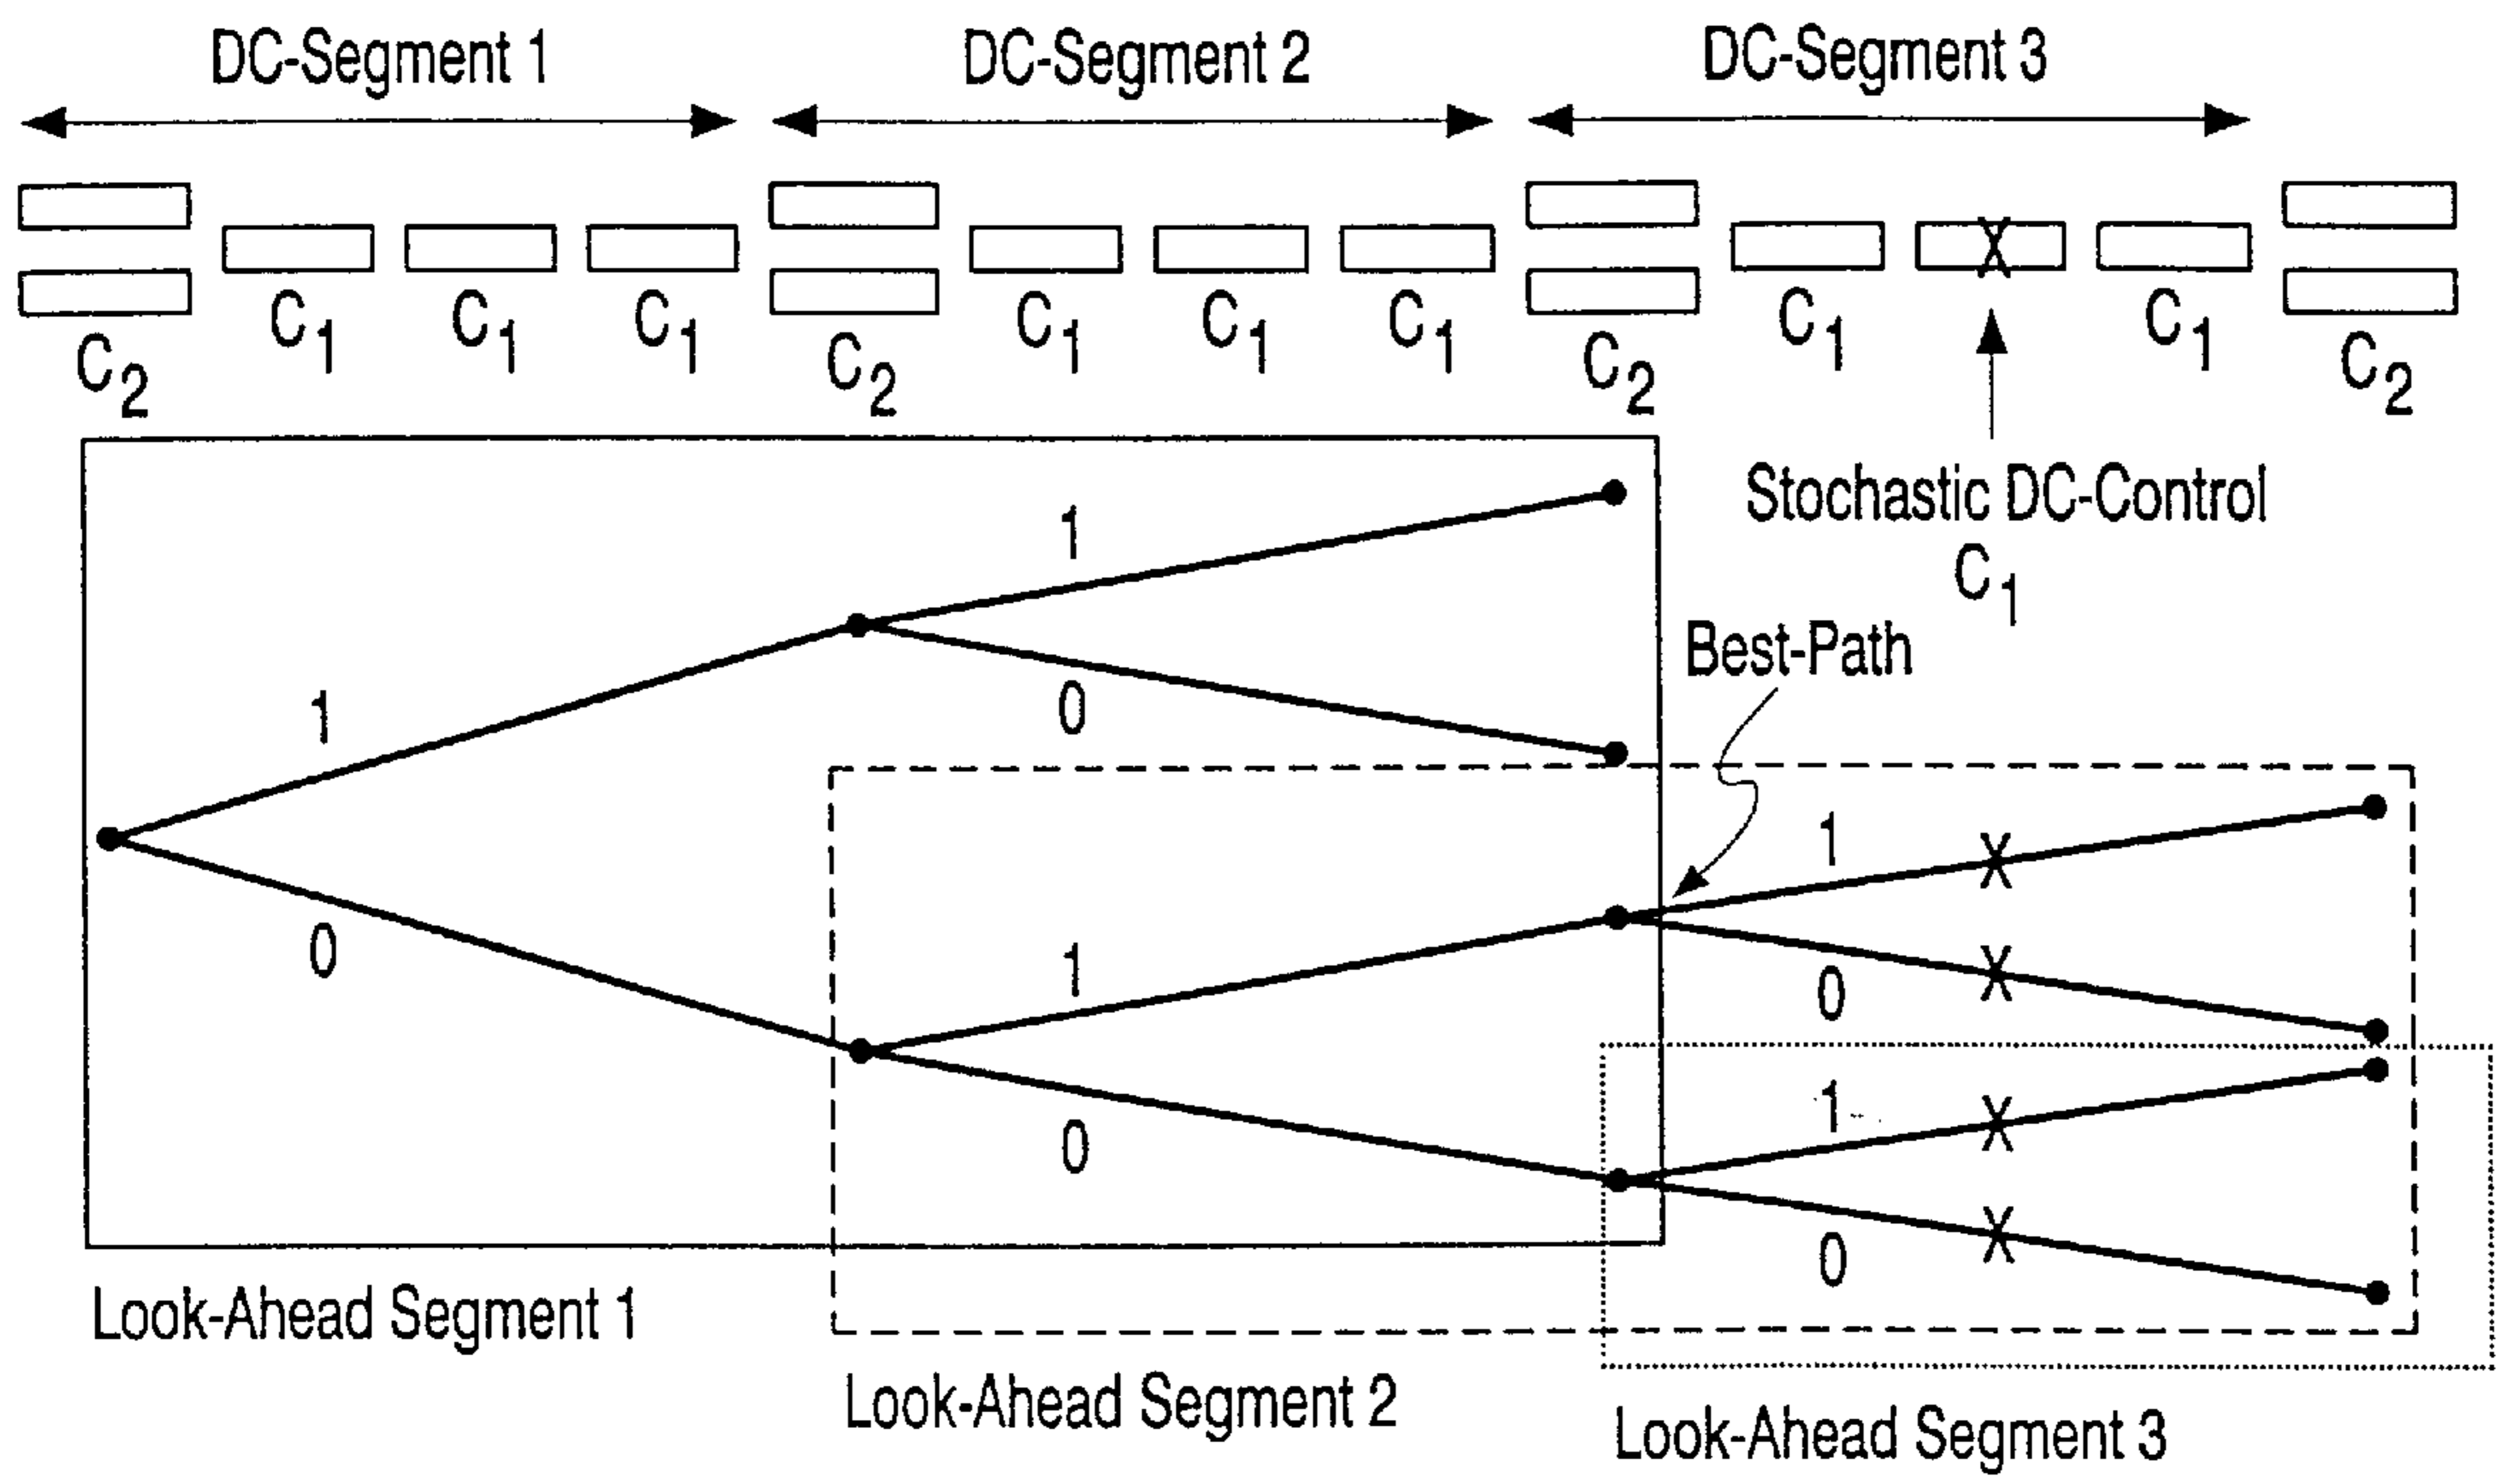 DC-Segment 1 DC-Segment 2 DC-Segment 3
X
C1 C1 C1 C1 C1 C1 C1 C1
C2 C2 C2 C2
Stochastic DC-Control
C1
1
0
Best-Path
1
0
1
0
1
0
1
0
1
0
X
X
X
X
Look-Ahead Segment 1
Look-Ahead Segment 2
Look-Ahead Segment 3